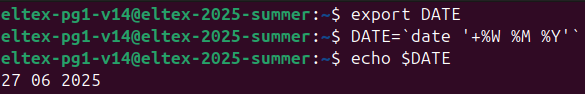 eltex-pg1-v14@eltex-2025-summer:~$ export DATE
eltex-pg1-v14@eltex-2025-summer:~$ DATE=`date '+%W %M %Y'`
eltex-pg1-v14@eltex-2025-summer:~$ echo $DATE
27 06 2025